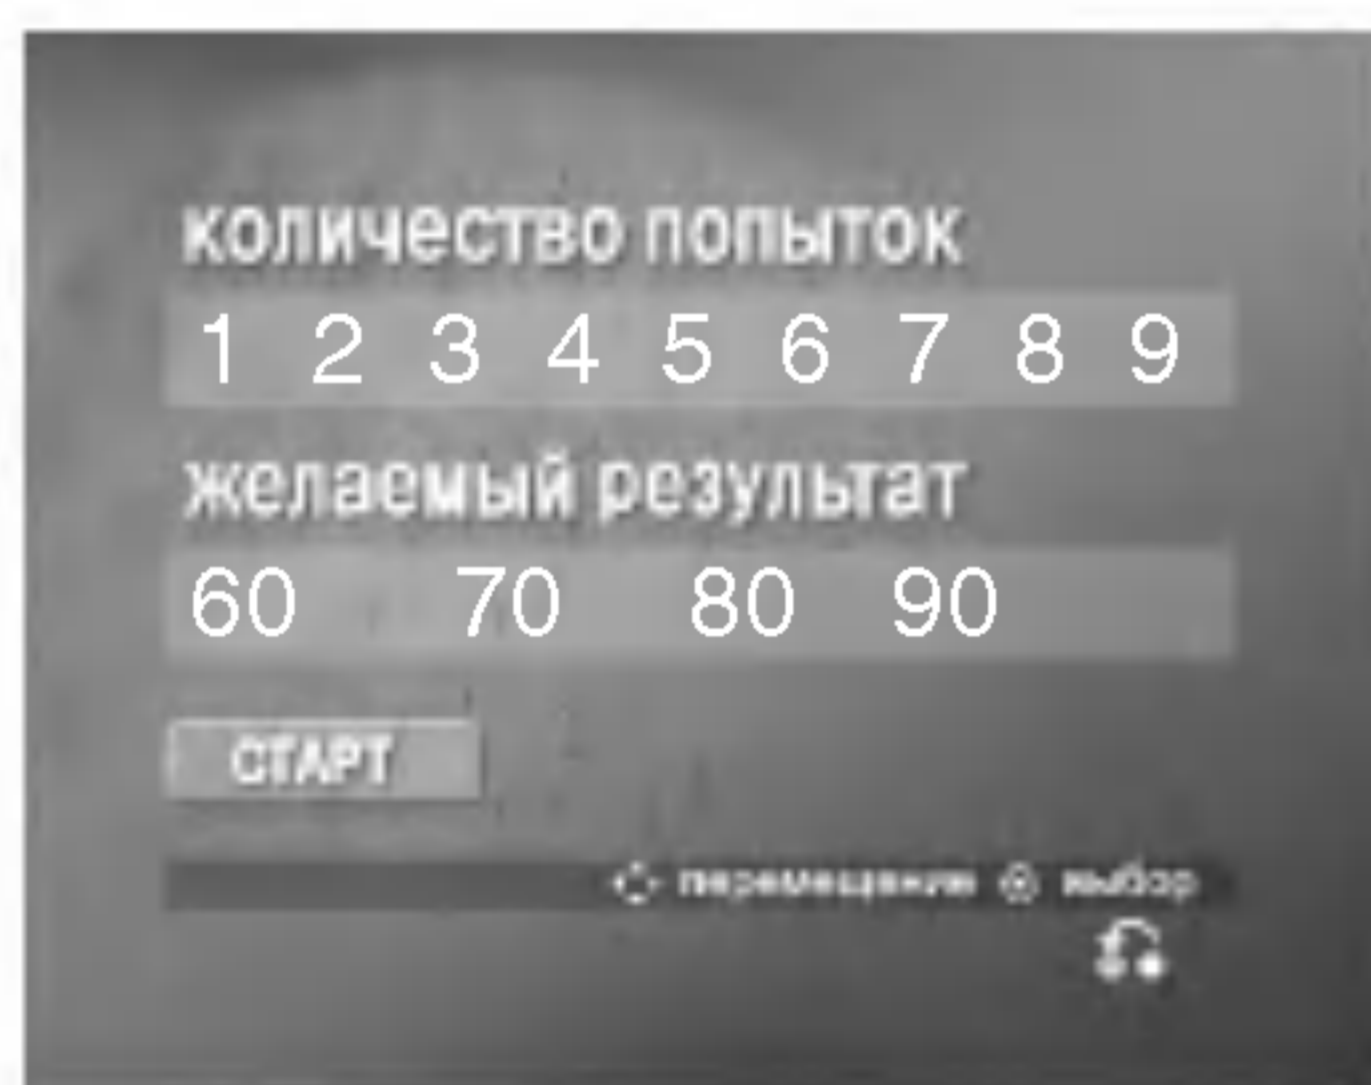 количество попыток
1 2 3 4 5 6 7 8 9
желаемый результат
60 70 80 90
СТАРТ
перемещение выбор